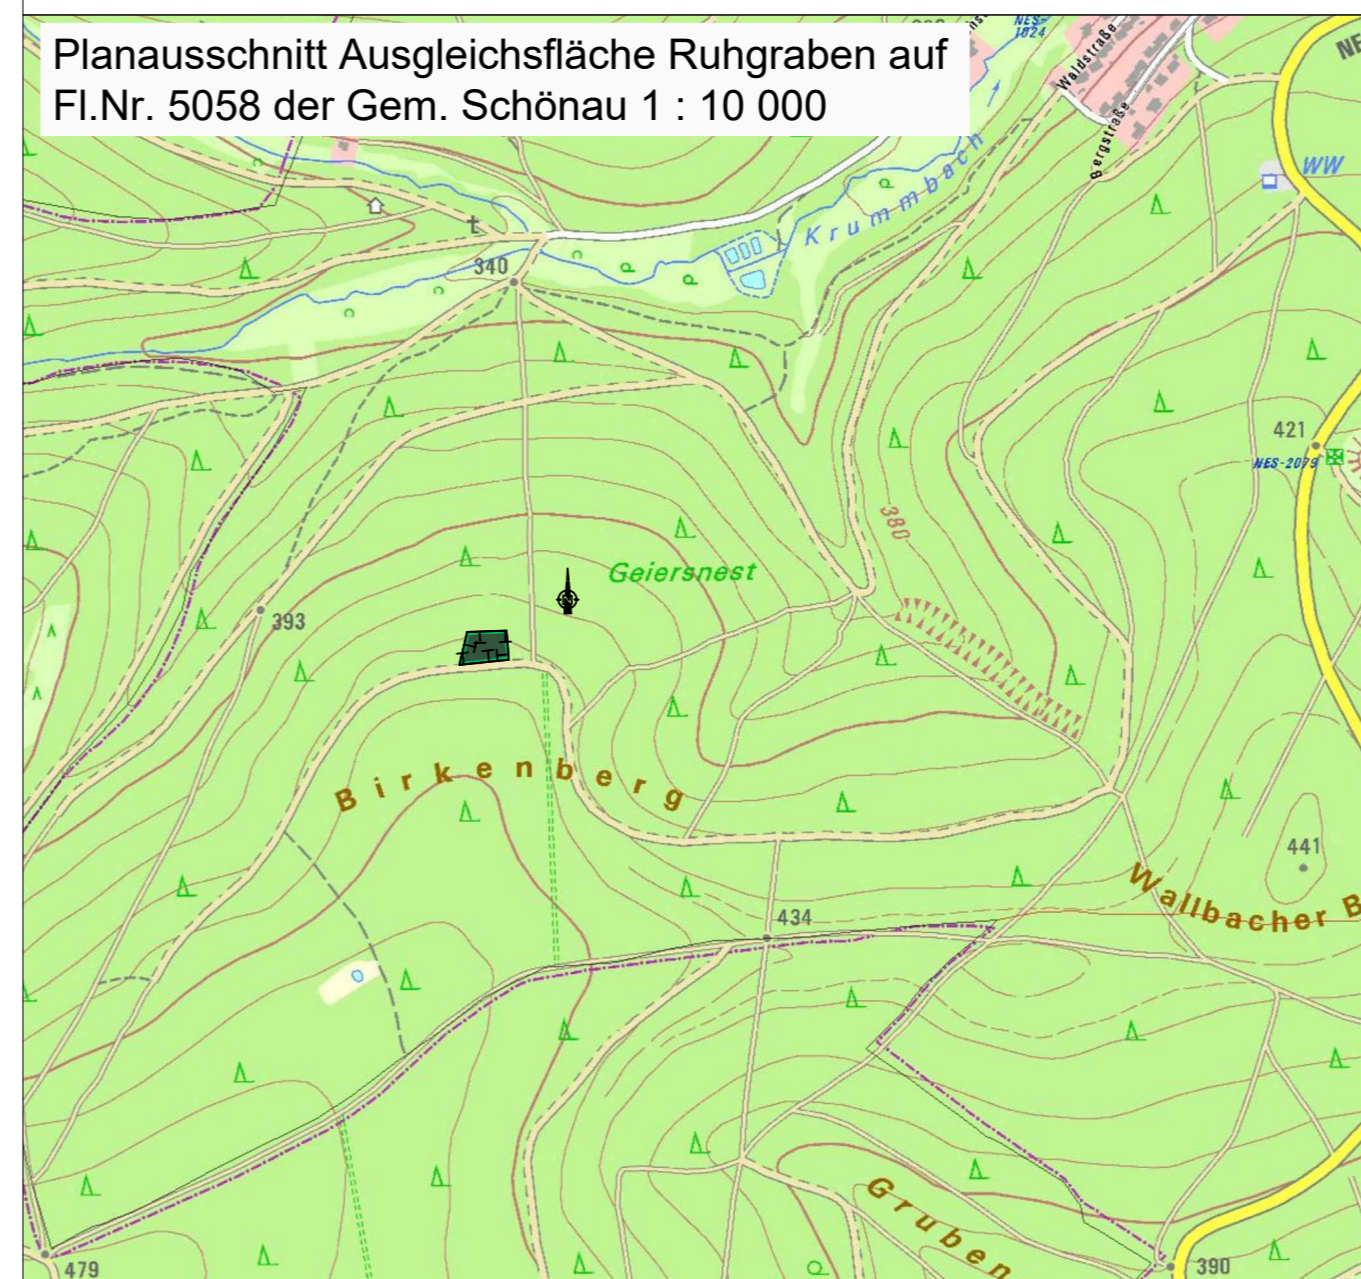 Planausschnitt Ausgleichsfläche Ruhgraben auf
Fl.Nr. 5058 der Gem. Schönau 1 : 10 000
NES-
1024
Waldstraße
Bergstraße
WW
Krummbach
340
421
NES-2079
380
Geiersnest
393
Birkenberg
441
Wallbacher B
434
Gruben
479
390